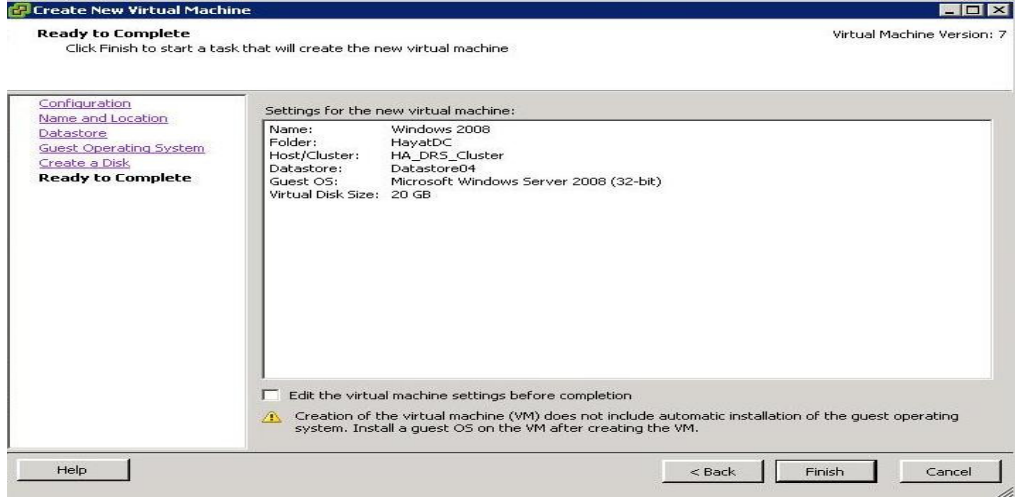 Create New Virtual Machine
Ready to Complete
Click Finish to start a task that will create the new virtual machine
Virtual Machine Version: 7
Configuration
Name and Location
Datastore
Guest Operating System
Create a Disk
Ready to Complete
Settings for the new virtual machine:
Name: Windows 2008
Folder: HayatDC
Host/Cluster: HA_DRS_Cluster
Datastore: Datastore04
Guest OS: Microsoft Windows Server 2008 (32-bit)
Virtual Disk Size: 20 GB
Edit the virtual machine settings before completion
Creation of the virtual machine (VM) does not include automatic installation of the guest operating
system. Install a guest OS on the VM after creating the VM.
Help
< Back
Finish
Cancel